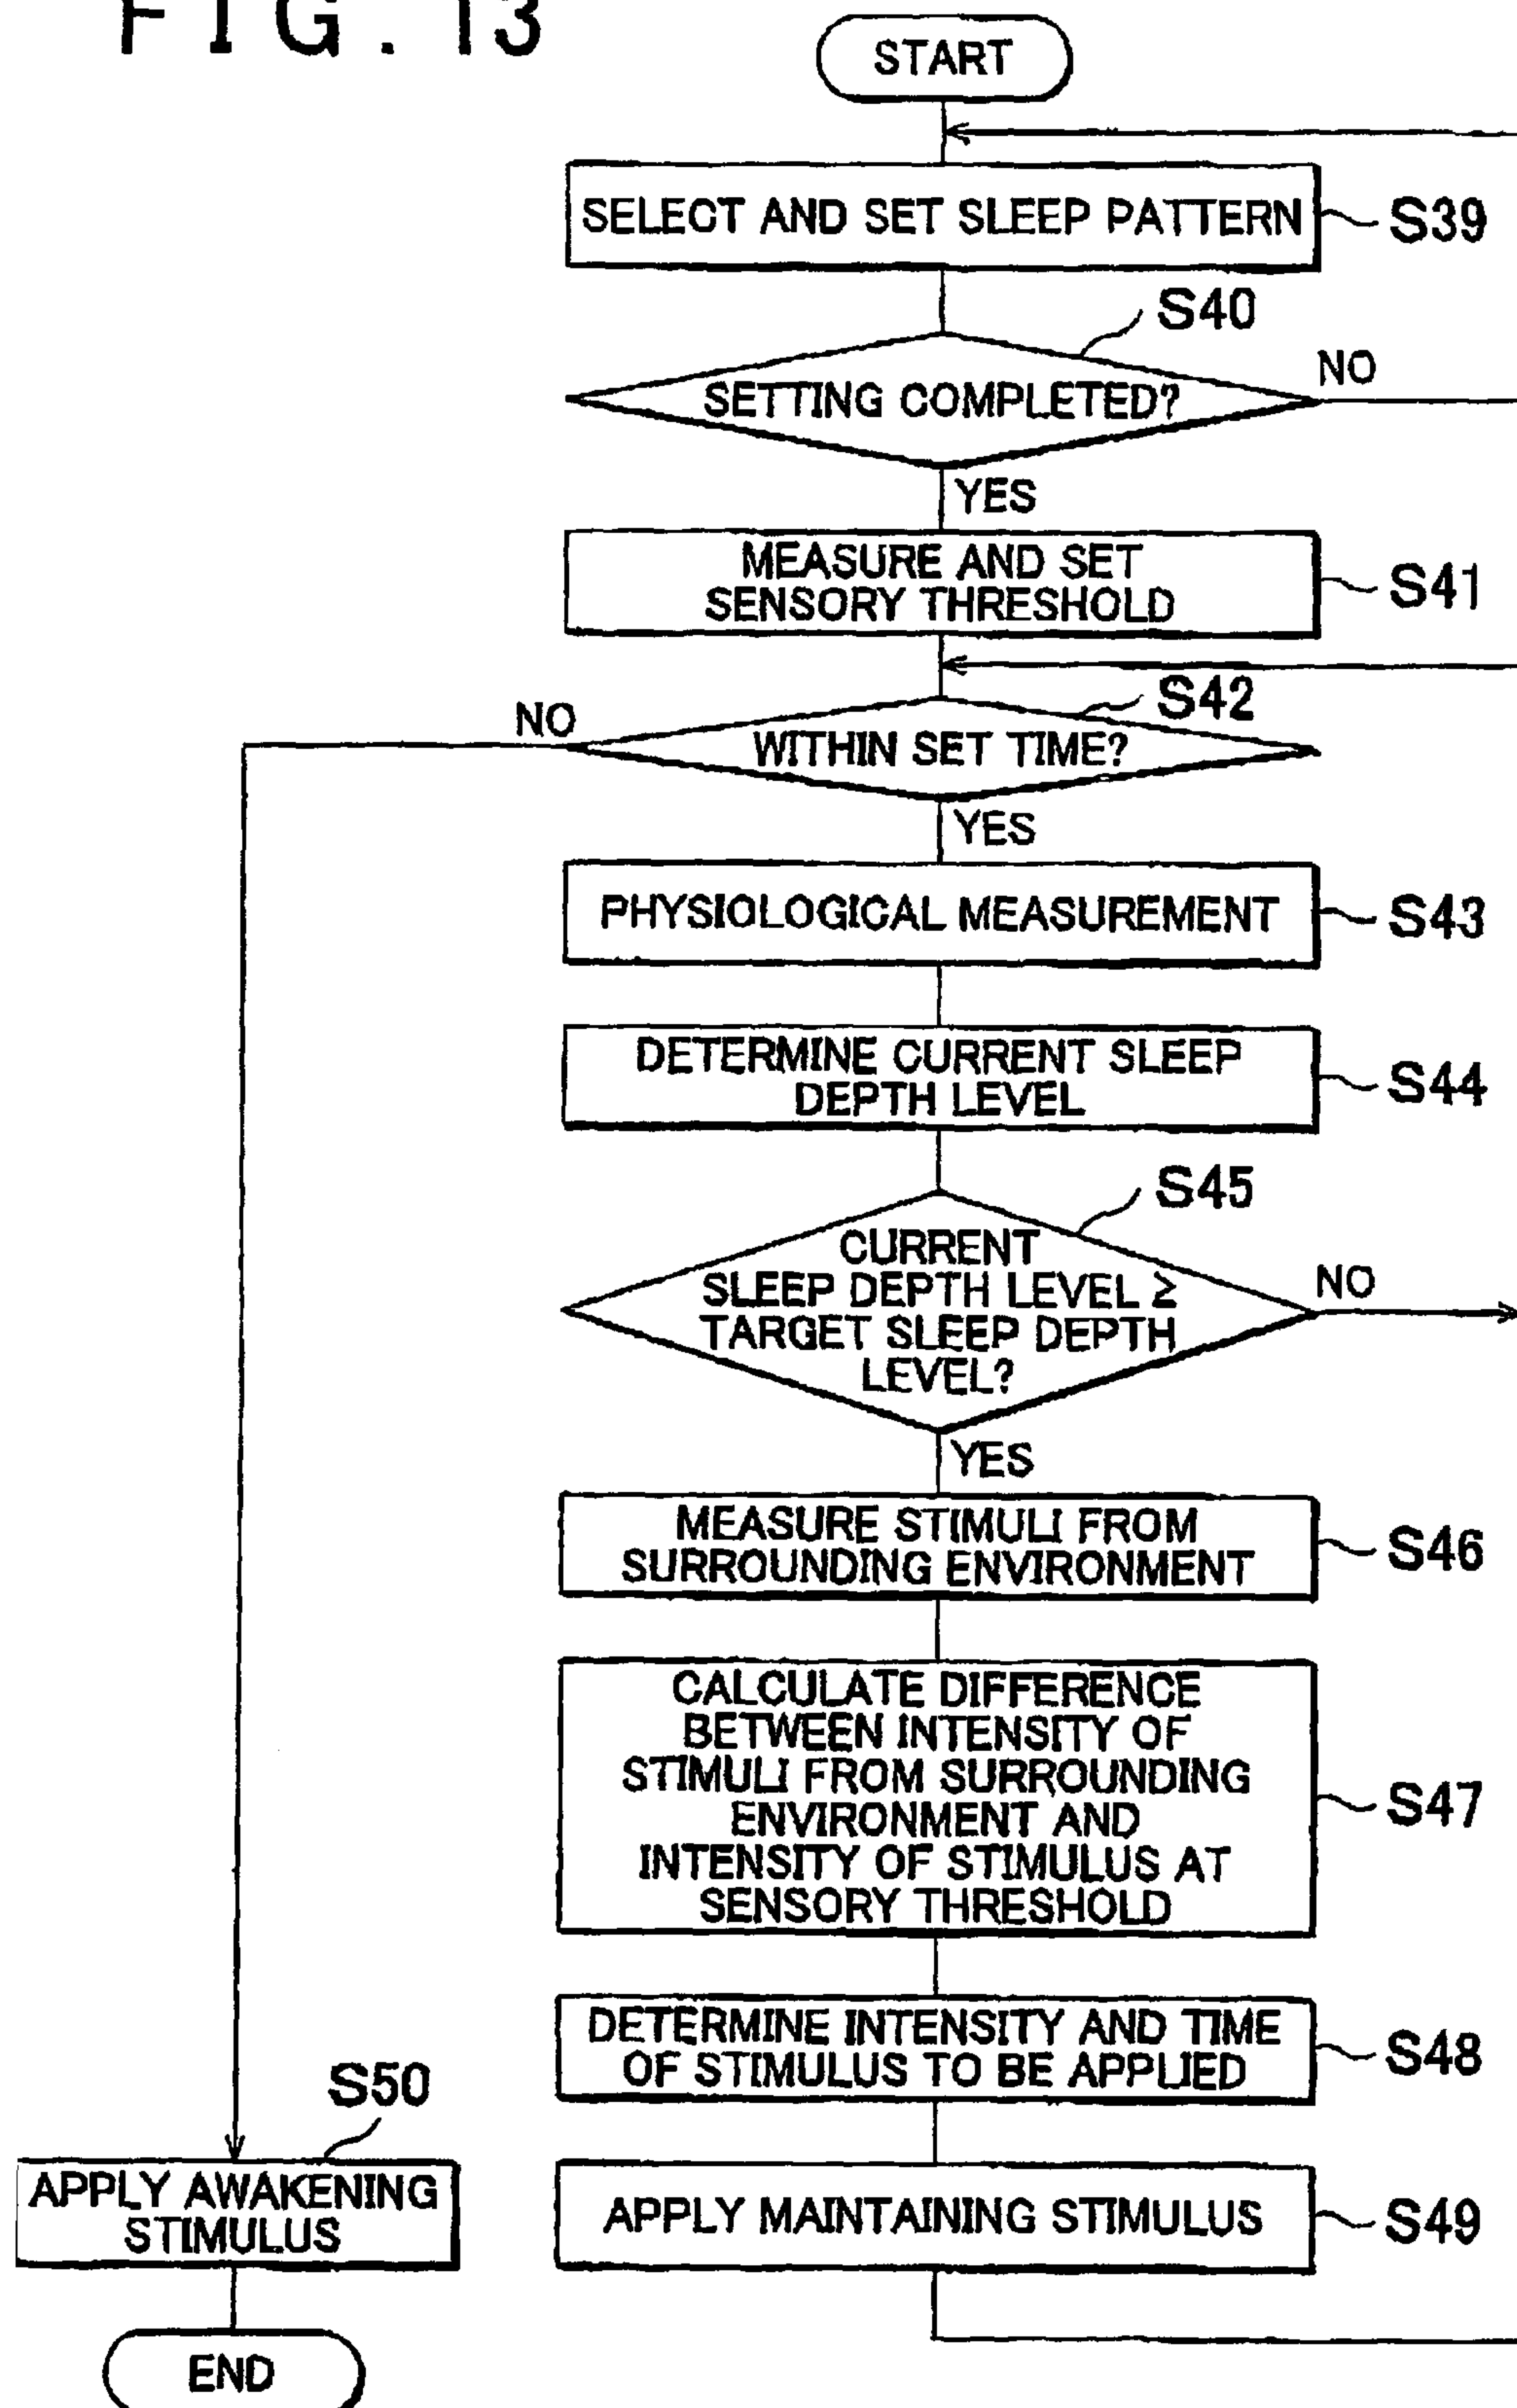 FIG. 13
START
SELECT AND SET SLEEP PATTERN
S39
S40
SETTING COMPLETED?
NO
YES
MEASURE AND SET
SENSORY THRESHOLD
S41
S42
NO
WITHIN SET TIME?
YES
PHYSIOLOGICAL MEASUREMENT
S43
DETERMINE CURRENT SLEEP
DEPTH LEVEL
S44
S45
CURRENT
SLEEP DEPTH LEVEL ≥
TARGET SLEEP DEPTH
LEVEL?
NO
YES
MEASURE STIMULI FROM
SURROUNDING ENVIRONMENT
S46
CALCULATE DIFFERENCE
BETWEEN INTENSITY OF
STIMULI FROM SURROUNDING
ENVIRONMENT AND
INTENSITY OF STIMULUS AT
SENSORY THRESHOLD
S47
DETERMINE INTENSITY AND TIME
OF STIMULUS TO BE APPLIED
S48
S50
APPLY AWAKENING
STIMULUS
APPLY MAINTAINING STIMULUS
S49
END